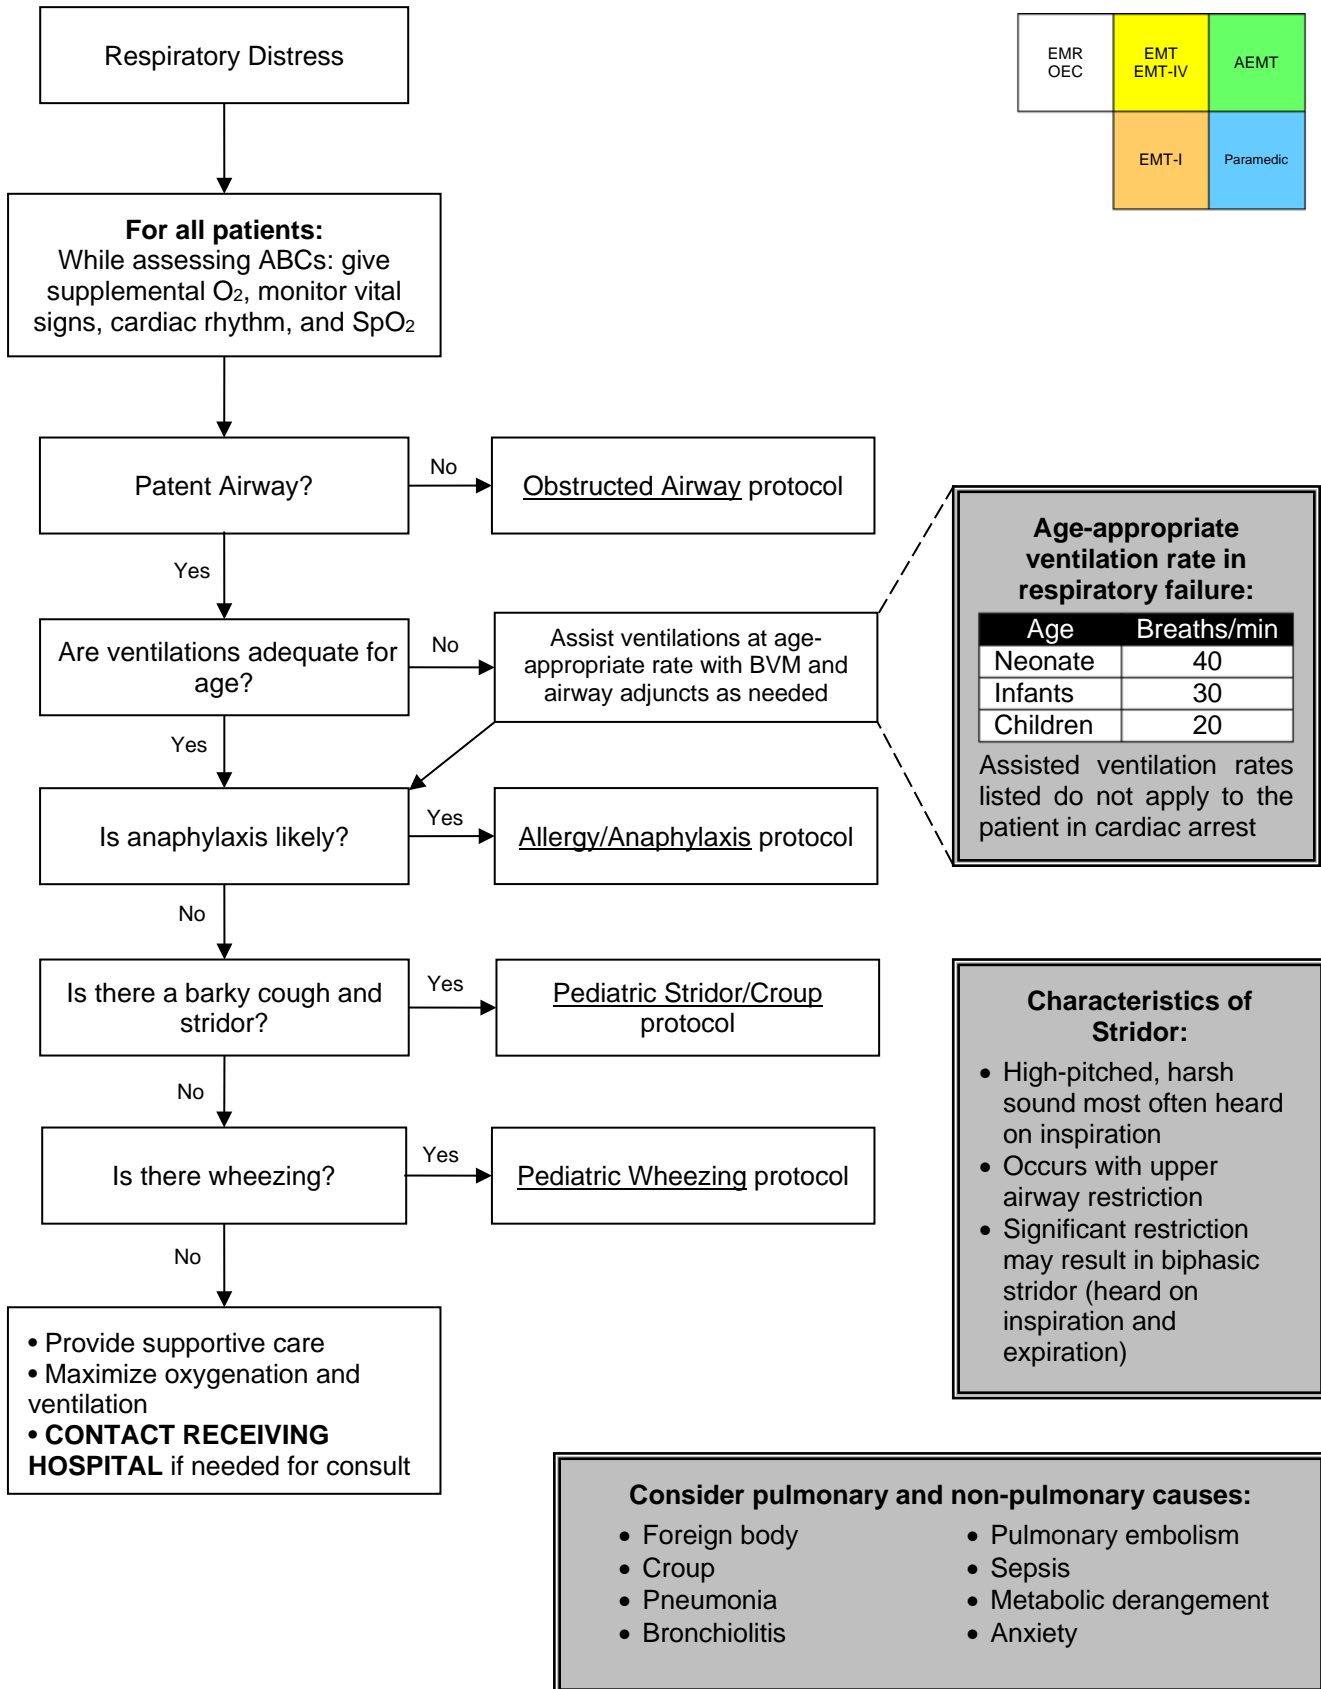 Respiratory Distress
EMR
OEC
EMT
EMT-IV
AEMT
EMT-I
Paramedic
For all patients:
While assessing ABCs: give
supplemental O₂, monitor vital
signs, cardiac rhythm, and SpO₂
Patent Airway?
No
Obstructed Airway protocol
Yes
Are ventilations adequate for
age?
No
Assist ventilations at age-
appropriate rate with BVM and
airway adjuncts as needed
Age-appropriate
ventilation rate in
respiratory failure:
Age Breaths/min
Neonate 40
Infants 30
Children 20
Assisted ventilation rates
listed do not apply to the
patient in cardiac arrest
Yes
Is anaphylaxis likely?
Yes
Allergy/Anaphylaxis protocol
No
Is there a barky cough and
stridor?
Yes
Pediatric Stridor/Croup
protocol
No
Is there wheezing?
Yes
Pediatric Wheezing protocol
No
• Provide supportive care
• Maximize oxygenation and
ventilation
• CONTACT RECEIVING
HOSPITAL if needed for consult
Characteristics of
Stridor:
• High-pitched, harsh
sound most often heard
on inspiration
• Occurs with upper
airway restriction
• Significant restriction
may result in biphasic
stridor (heard on
inspiration and
expiration)
Consider pulmonary and non-pulmonary causes:
• Foreign body
• Croup
• Pneumonia
• Bronchiolitis
• Pulmonary embolism
• Sepsis
• Metabolic derangement
• Anxiety